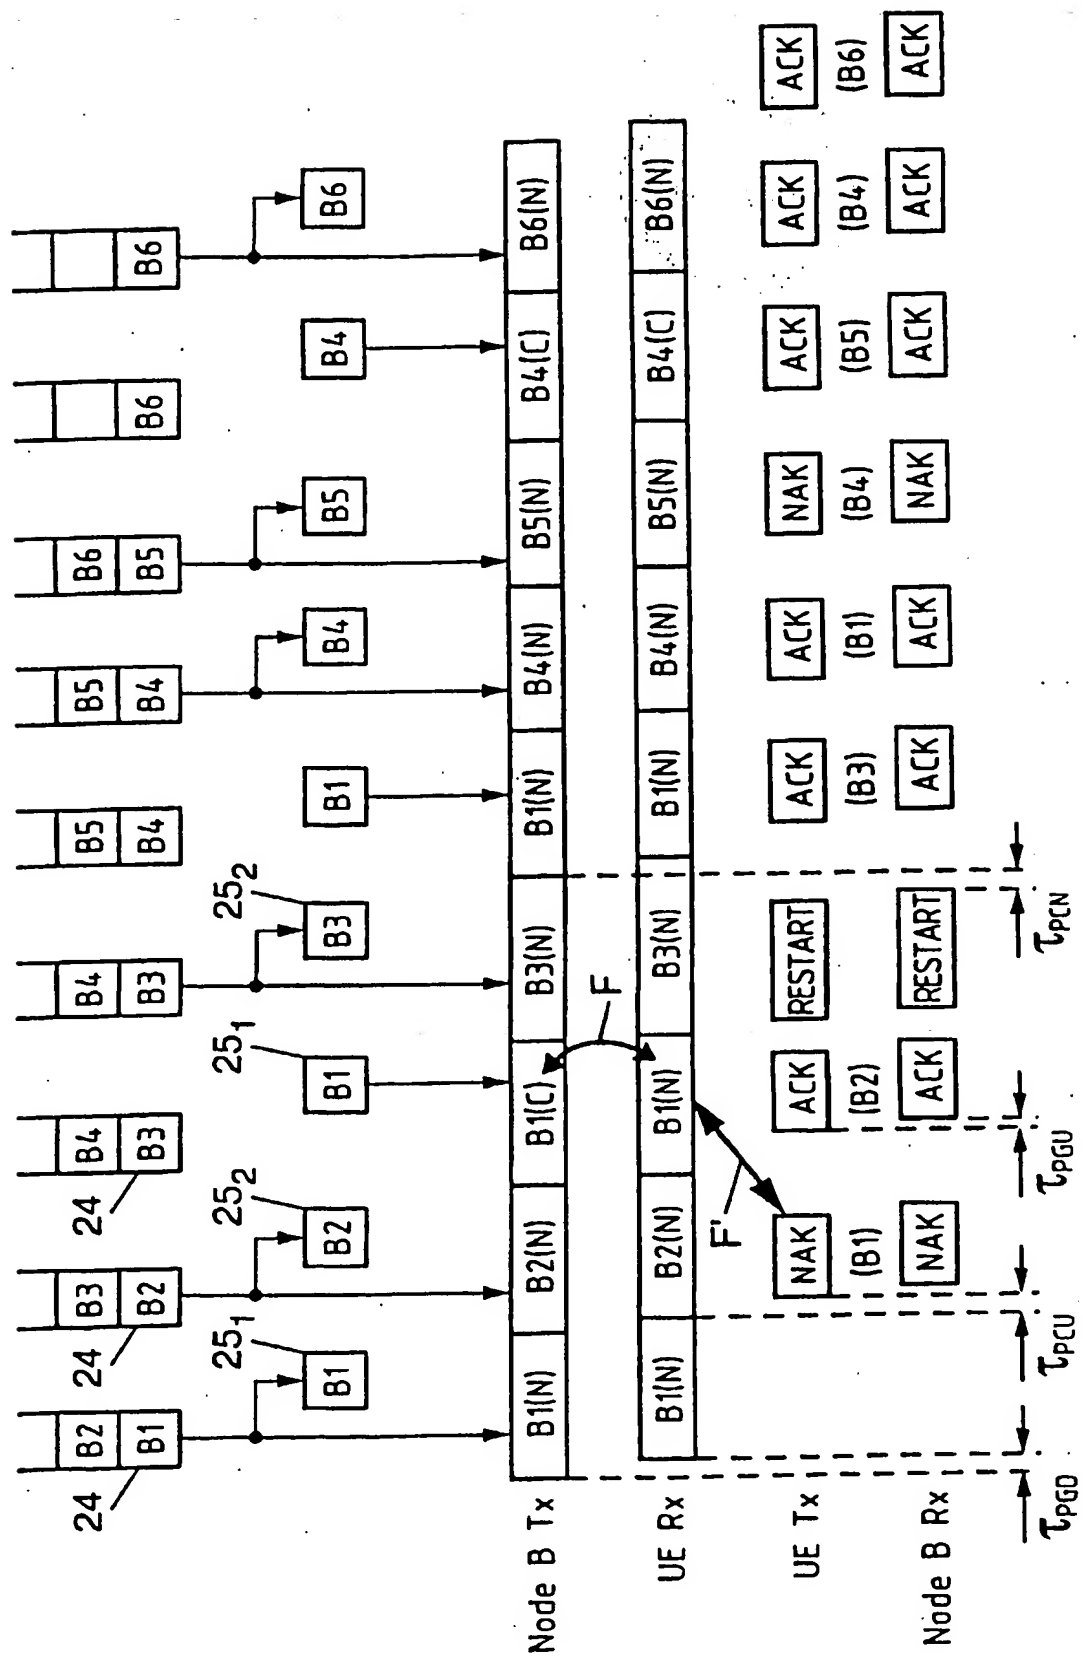 B2 B3 B4 B4 B5 B5 B6
B1 B2 B3 B3 B4 B4 B5 B6 B6
24 24 24
25₁ 25₂ 25₁ 25₂
B1 B2 B1 B3 B1 B4 B5 B4 B6
Node B Tx B1(N) B2(N) B1(C) B3(N) B1(N) B4(N) B5(N) B4(C) B6(N)
F
UE Rx B1(N) B2(N) B1(N) B3(N) B1(N) B4(N) B5(N) B4(C) B6(N)
F'
UE Tx NAK ACK RESTART ACK ACK NAK ACK ACK ACK
(B1) (B2) (B3) (B1) (B4) (B5) (B4) (B6)
Node B Rx NAK ACK RESTART ACK ACK NAK ACK ACK ACK
τPGD τPCU τPGU τPCN